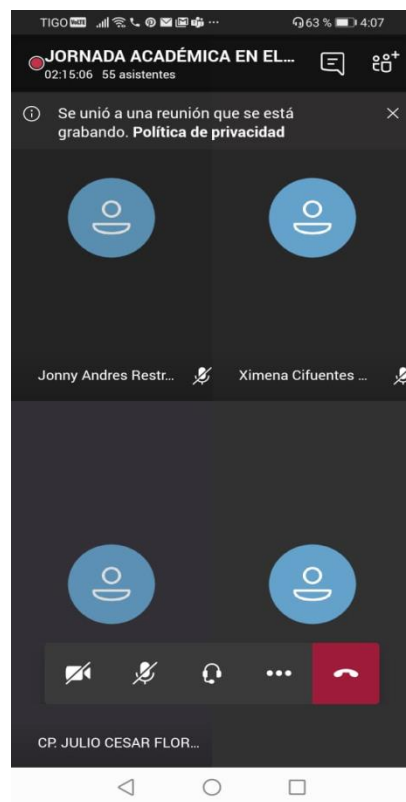 TIGO 63 % 4:07
JORNADA ACADÉMICA EN EL...
02:15:06 55 asistentes
Se unió a una reunión que se está
grabando. Política de privacidad
Jonny Andres Restr... Ximena Cifuentes ...
CP. JULIO CESAR FLOR...